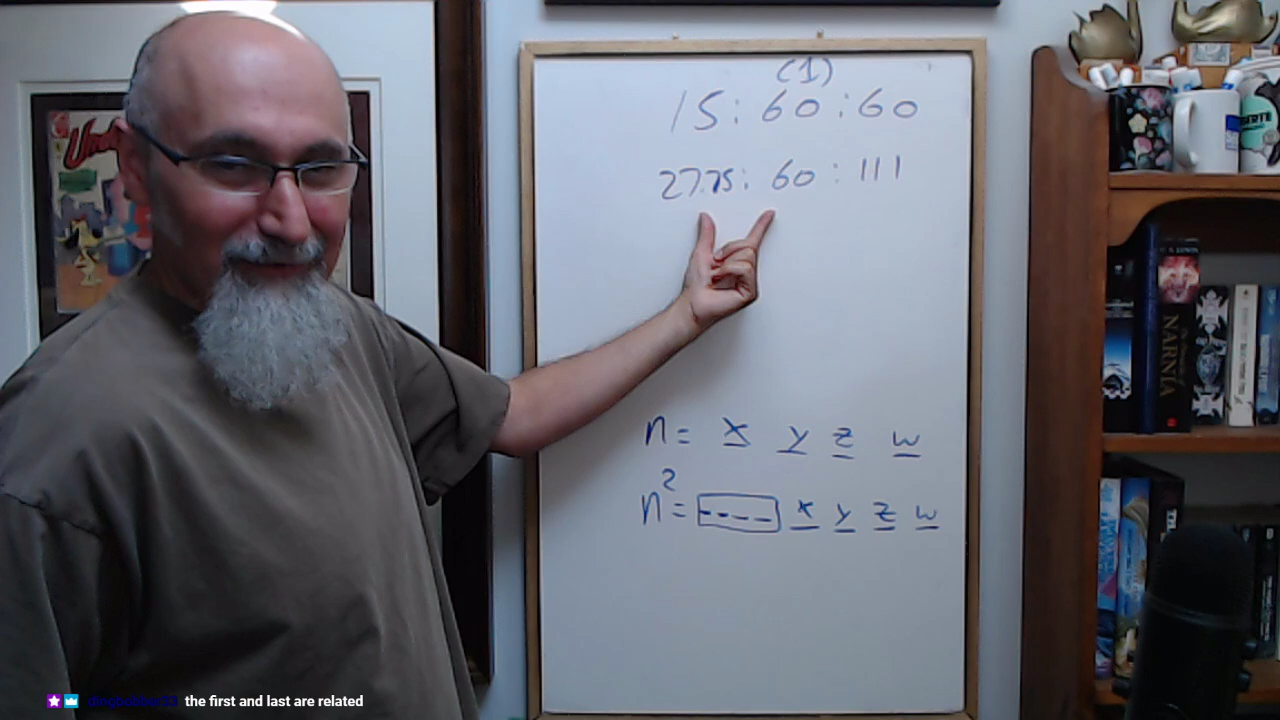 (1)
15 : 60 : 60
27.75 : 60 : 111
n = x y z w
n² = ---- x y z w
NARNIA
the first and last are related